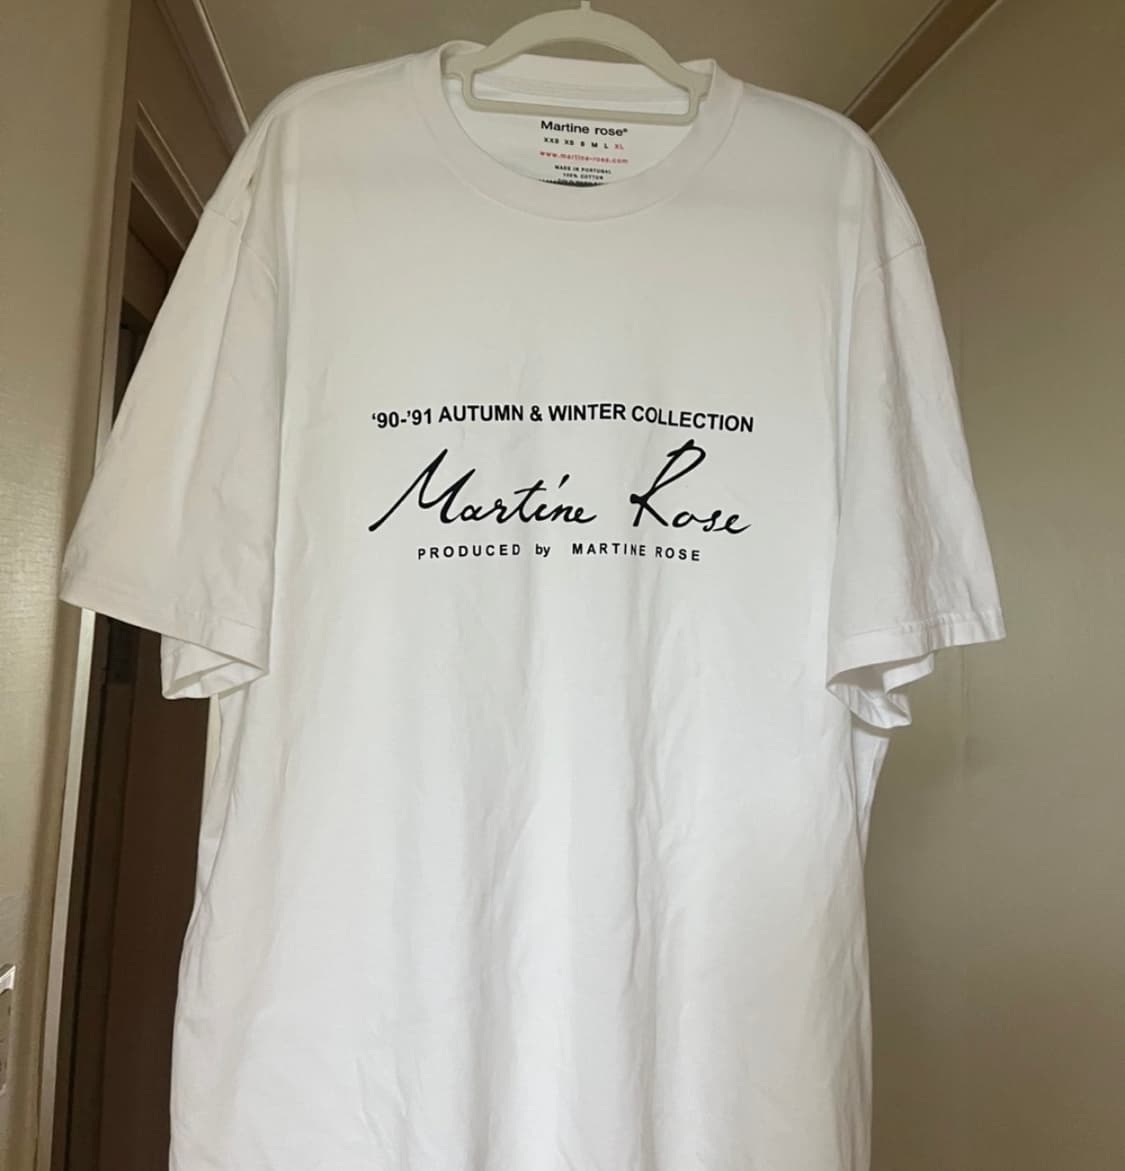 Martine rose®
XXS XS S M L XL
www.martine-rose.com
MADE IN PORTUGAL
100% COTTON
‘90-’91 AUTUMN & WINTER COLLECTION
Martine Rose
PRODUCED by MARTINE ROSE